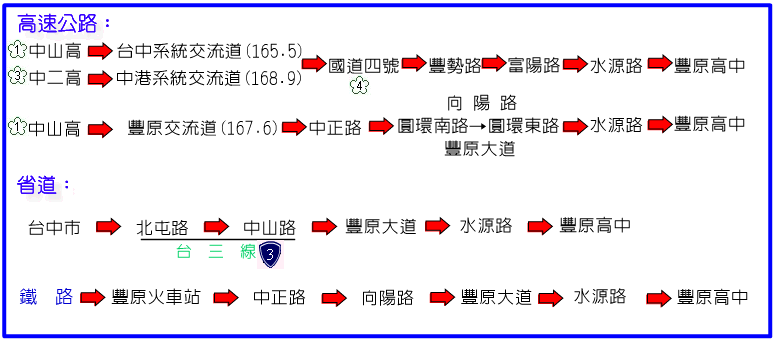 高速公路：
1 中山高 台中系統交流道(165.5)
3 中二高 中港系統交流道(168.9)
國道四號 豐勢路 富陽路 水源路 豐原高中
4
向陽路
1 中山高 豐原交流道(167.6) 中正路 圓環南路→圓環東路 水源路 豐原高中
豐原大道
省道：
台中市 北屯路 中山路 豐原大道 水源路 豐原高中
台三線 3
鐵路 豐原火車站 中正路 向陽路 豐原大道 水源路 豐原高中